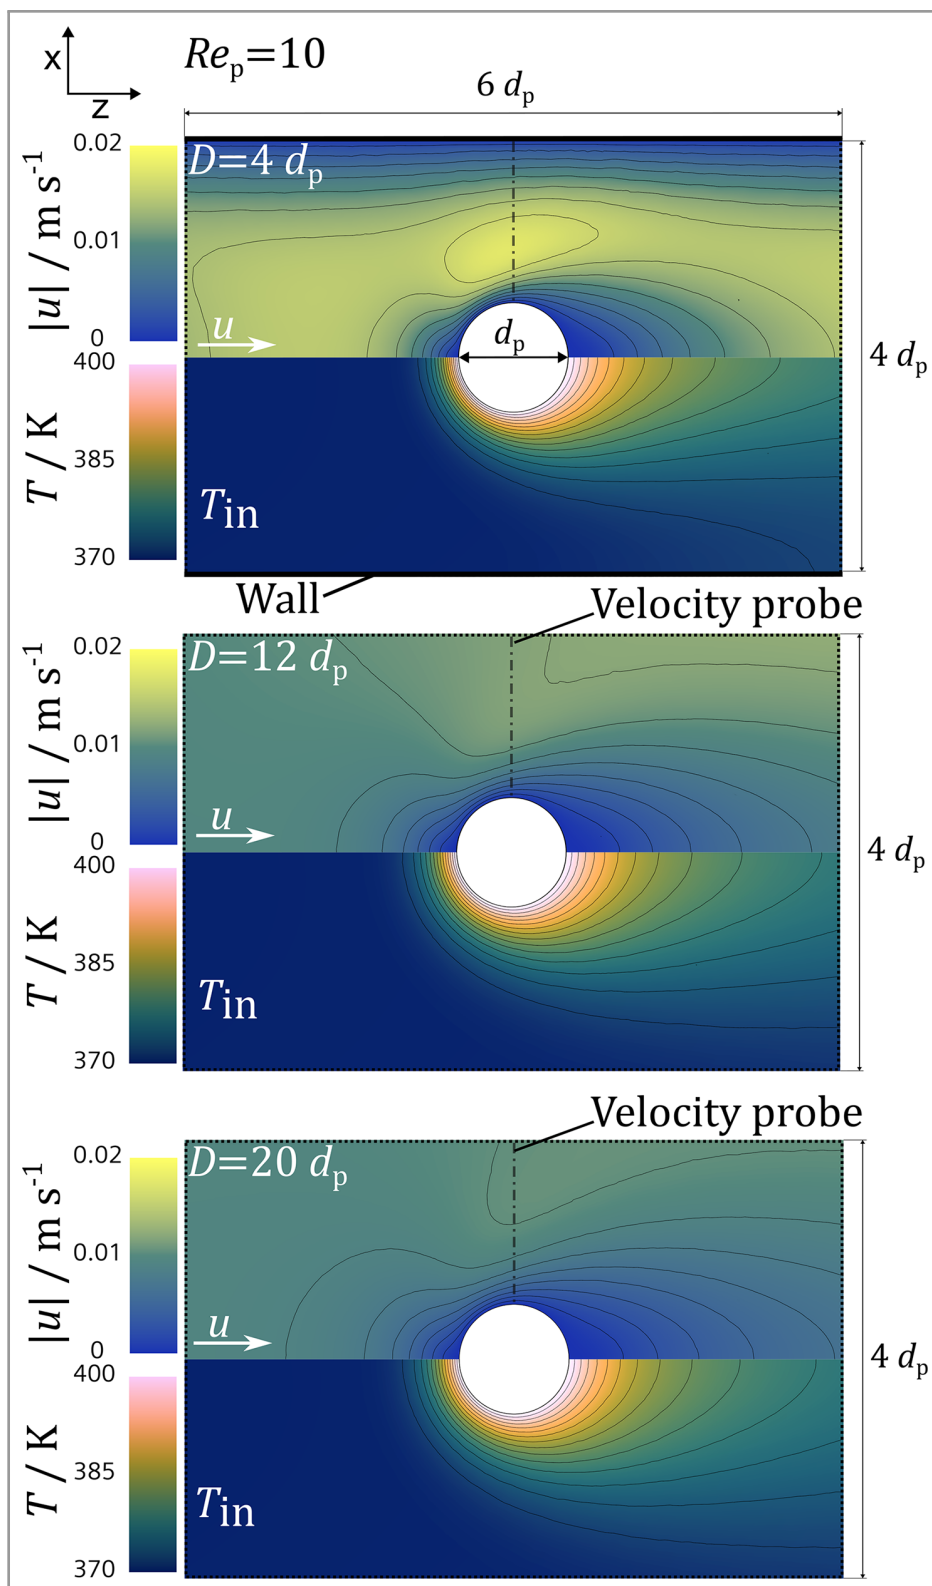 x
z
Re_p=10
6 d_p
0.02
0.01
0
|u| / m s⁻¹
D=4 d_p
u
d_p
4 d_p
400
385
370
T / K
T_in
Wall
Velocity probe
0.02
0.01
0
|u| / m s⁻¹
D=12 d_p
u
4 d_p
400
385
370
T / K
T_in
Velocity probe
0.02
0.01
0
|u| / m s⁻¹
D=20 d_p
u
4 d_p
400
385
370
T / K
T_in